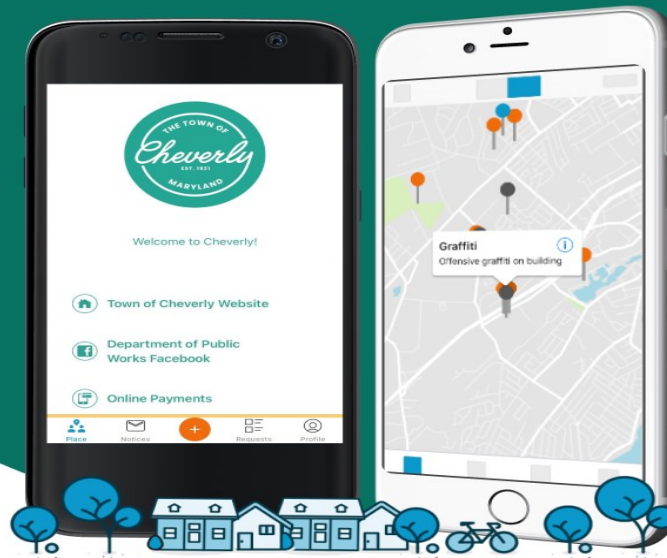 THE TOWN OF
Cheverly
EST. 1931
MARYLAND
Welcome to Cheverly!
Town of Cheverly Website
Department of Public
Works Facebook
Online Payments
Place
Notices
+
Requests
Profile
Graffiti
i
Offensive graffiti on building